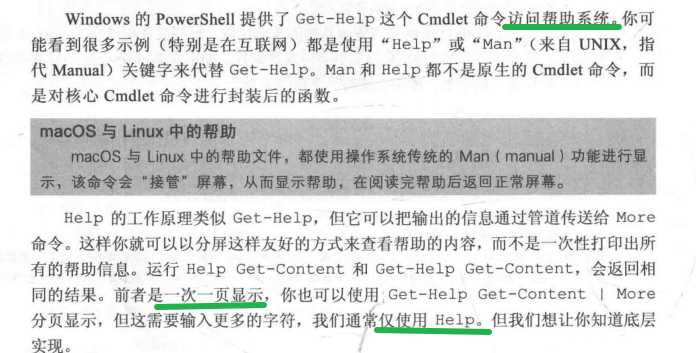 Windows 的 PowerShell 提供了 Get-Help 这个 Cmdlet 命令访问帮助系统。你可
能看到很多示例（特别是在互联网）都是使用“Help”或“Man”（来自 UNIX，指
代 Manual）关键字来代替 Get-Help。Man 和 Help 都不是原生的 Cmdlet 命令，而
是对核心 Cmdlet 命令进行封装后的函数。
macOS 与 Linux 中的帮助
macOS 与 Linux 中的帮助文件，都使用操作系统传统的 Man（manual）功能进行显
示，该命令会“接管”屏幕，从而显示帮助，在阅读完帮助后返回正常屏幕。
Help 的工作原理类似 Get-Help，但它可以把输出的信息通过管道传送给 More
命令。这样你就可以以分屏这样友好的方式来查看帮助的内容，而不是一次性打印出所
有的帮助信息。运行 Help Get-Content 和 Get-Help Get-Content，会返回相
同的结果。前者是一次一页显示，你也可以使用 Get-Help Get-Content | More
分页显示，但这需要输入更多的字符，我们通常仅使用 Help。但我们想让你知道底层
实现。